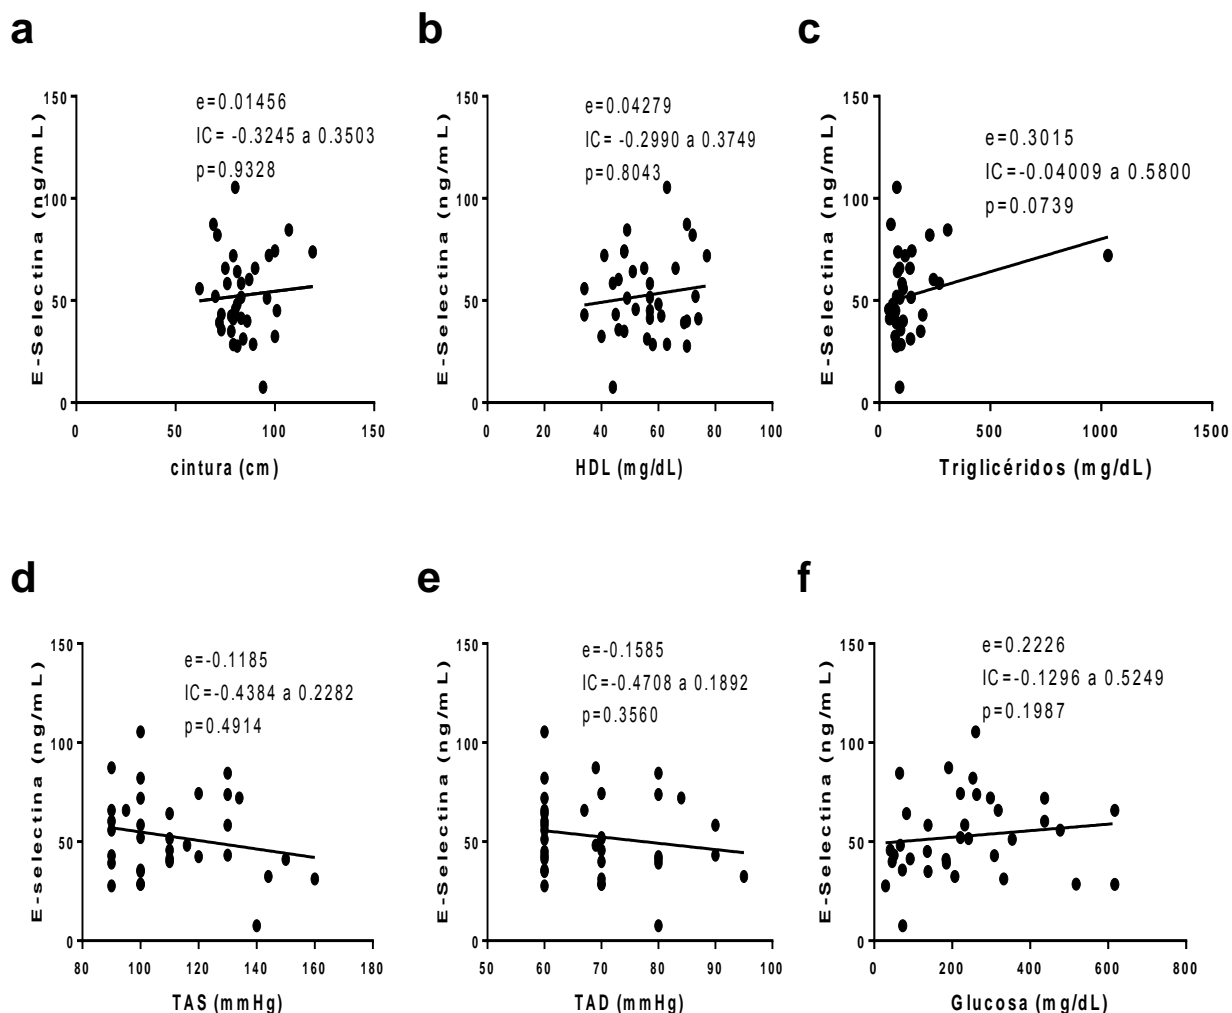 a
E-Selectina (ng/mL)
150
100
50
0
e=0.01456
IC= -0.3245 a 0.3503
p=0.9328
0 50 100 150
cintura (cm)
b
E-Selectina (ng/mL)
150
100
50
0
e=0.04279
IC= -0.2990 a 0.3749
p=0.8043
0 20 40 60 80 100
HDL (mg/dL)
c
E-Selectina (ng/mL)
150
100
50
0
e=0.3015
IC=-0.04009 a 0.5800
p=0.0739
0 500 1000 1500
Triglicéridos (mg/dL)
d
E-selectina (ng/mL)
150
100
50
0
e=-0.1185
IC=-0.4384 a 0.2282
p=0.4914
80 100 120 140 160 180
TAS (mmHg)
e
E-Selectina (ng/mL)
150
100
50
0
e=-0.1585
IC=-0.4708 a 0.1892
p=0.3560
50 60 70 80 90 100
TAD (mmHg)
f
E-Selectina (ng/mL)
150
100
50
0
e=0.2226
IC=-0.1296 a 0.5249
p=0.1987
0 200 400 600 800
Glucosa (mg/dL)